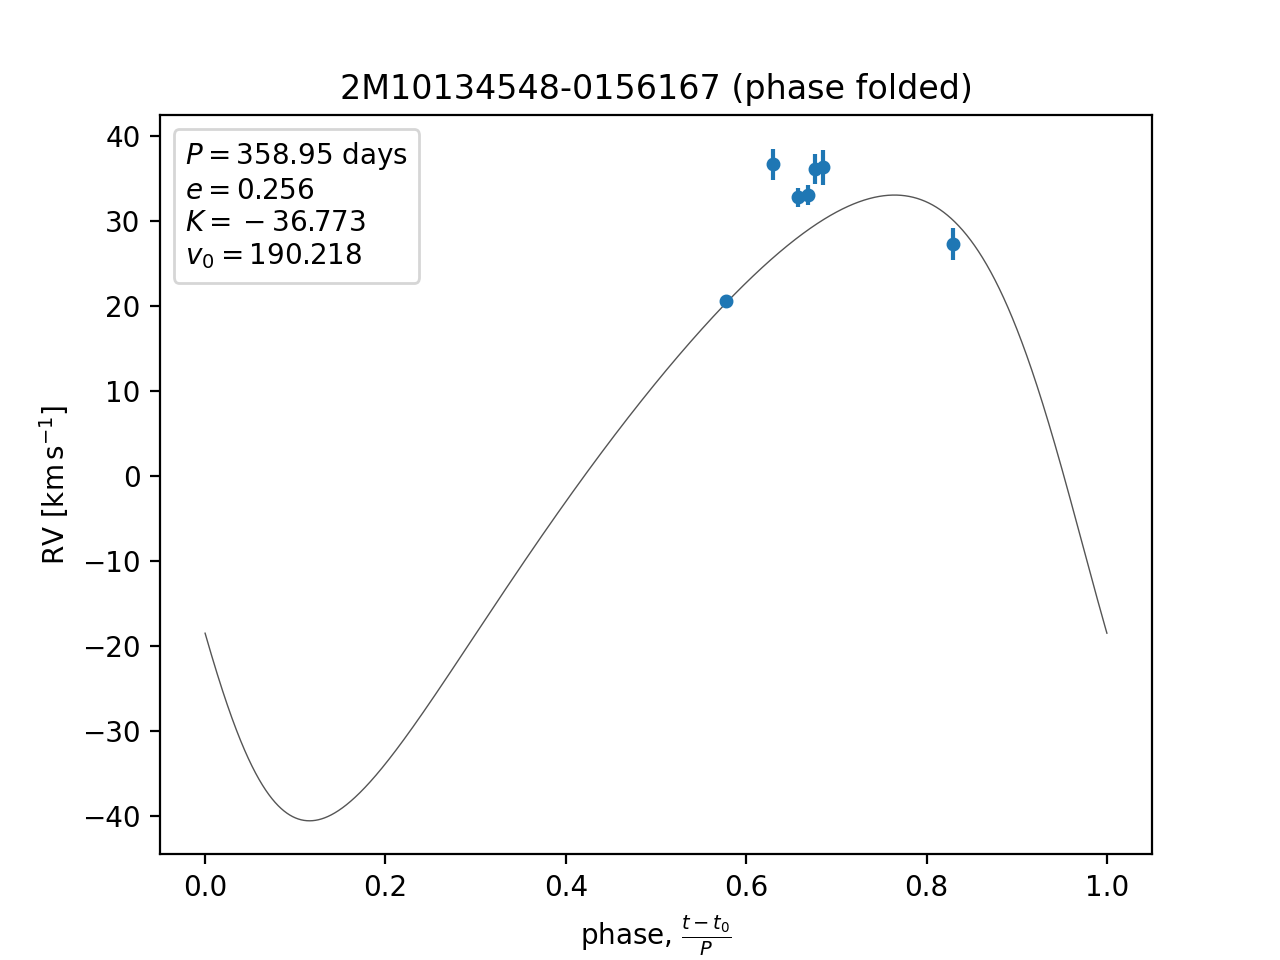 2M10134548-0156167 (phase folded)
P = 358.95 days
e = 0.256
K = −36.773
v₀ = 190.218
40
30
20
10
0
−10
−20
−30
−40
RV [km s⁻¹]
0.0 0.2 0.4 0.6 0.8 1.0
phase, (t − t₀)/P